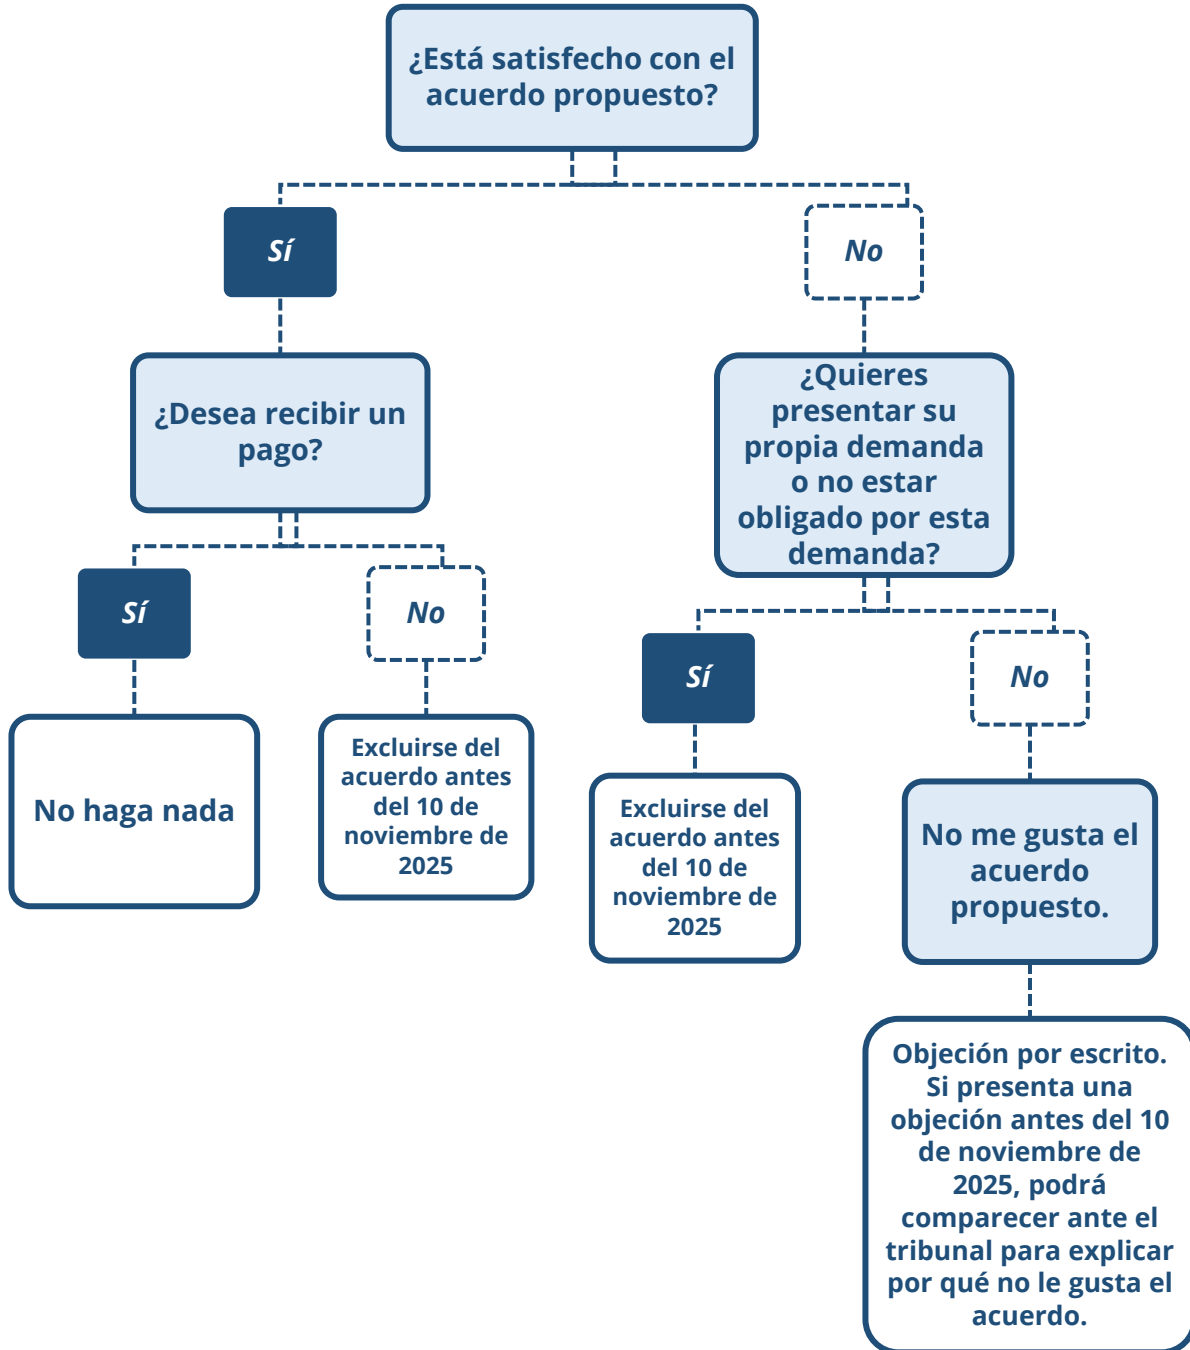 ¿Está satisfecho con el
acuerdo propuesto?
Sí
No
¿Desea recibir un
pago?
¿Quieres
presentar su
propia demanda
o no estar
obligado por esta
demanda?
Sí
No
Sí
No
No haga nada
Excluirse del
acuerdo antes
del 10 de
noviembre de
2025
Excluirse del
acuerdo antes
del 10 de
noviembre de
2025
No me gusta el
acuerdo
propuesto.
Objeción por escrito.
Si presenta una
objeción antes del 10
de noviembre de
2025, podrá
comparecer ante el
tribunal para explicar
por qué no le gusta el
acuerdo.